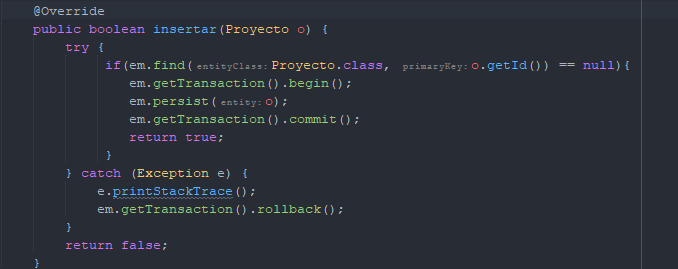 @Override
public boolean insertar(Proyecto o) {
try {
if(em.find( entityClass: Proyecto.class, primaryKey: o.getId()) == null){
em.getTransaction().begin();
em.persist( entity: o);
em.getTransaction().commit();
return true;
}
} catch (Exception e) {
e.printStackTrace();
em.getTransaction().rollback();
}
return false;
}